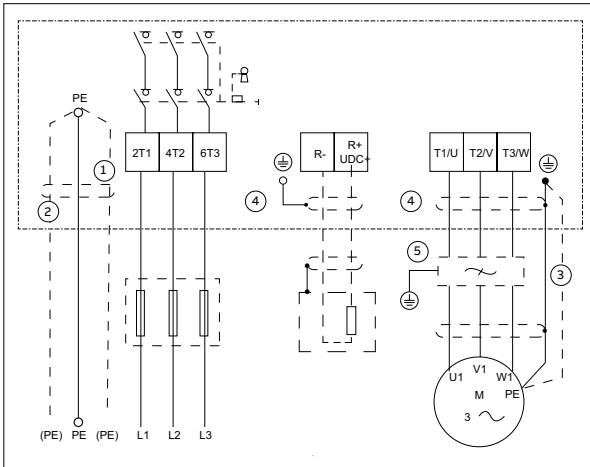 PE
2T1 4T2 6T3
R- R+
UDC+
T1/U T2/V T3/W
1
2
4
4
5
3
U1 V1 W1
M PE
3
(PE) PE (PE) L1 L2 L3